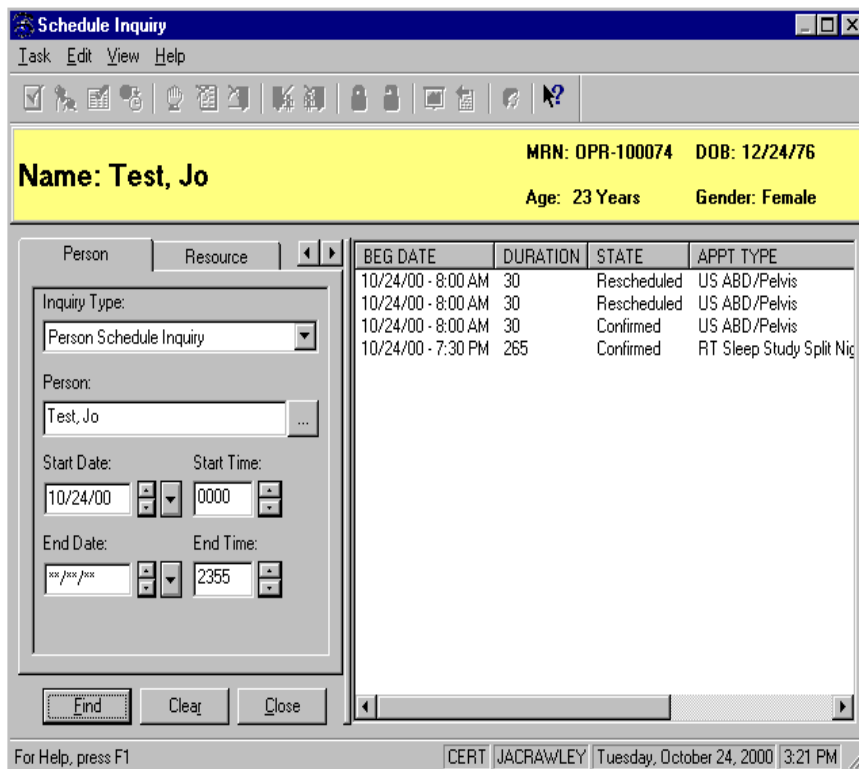 Schedule Inquiry
Task Edit View Help
Name: Test, Jo
MRN: OPR-100074 DOB: 12/24/76
Age: 23 Years Gender: Female
Person Resource
Inquiry Type:
Person Schedule Inquiry
Person:
Test, Jo ...
Start Date: Start Time:
10/24/00 0000
End Date: End Time:
**/**/** 2355
Find Clear Close
BEG DATE DURATION STATE APPT TYPE
10/24/00 - 8:00 AM 30 Rescheduled US ABD/Pelvis
10/24/00 - 8:00 AM 30 Rescheduled US ABD/Pelvis
10/24/00 - 8:00 AM 30 Confirmed US ABD/Pelvis
10/24/00 - 7:30 PM 265 Confirmed RT Sleep Study Split Nig
For Help, press F1 CERT JACRAWLEY Tuesday, October 24, 2000 3:21 PM